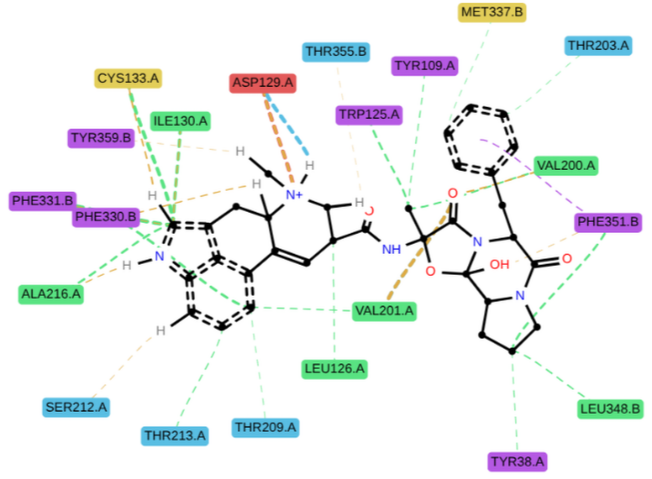 MET337.B
THR203.A
THR355.B
TYR109.A
CYS133.A
ASP129.A
TRP125.A
ILE130.A
TYR359.B
H
H
VAL200.A
H
H
N+
H
O
O
PHE331.B
PHE330.B
PHE351.B
N
NH
N
O
H
O
OH
N
ALA216.A
VAL201.A
H
LEU126.A
SER212.A
THR213.A
THR209.A
LEU348.B
TYR38.A